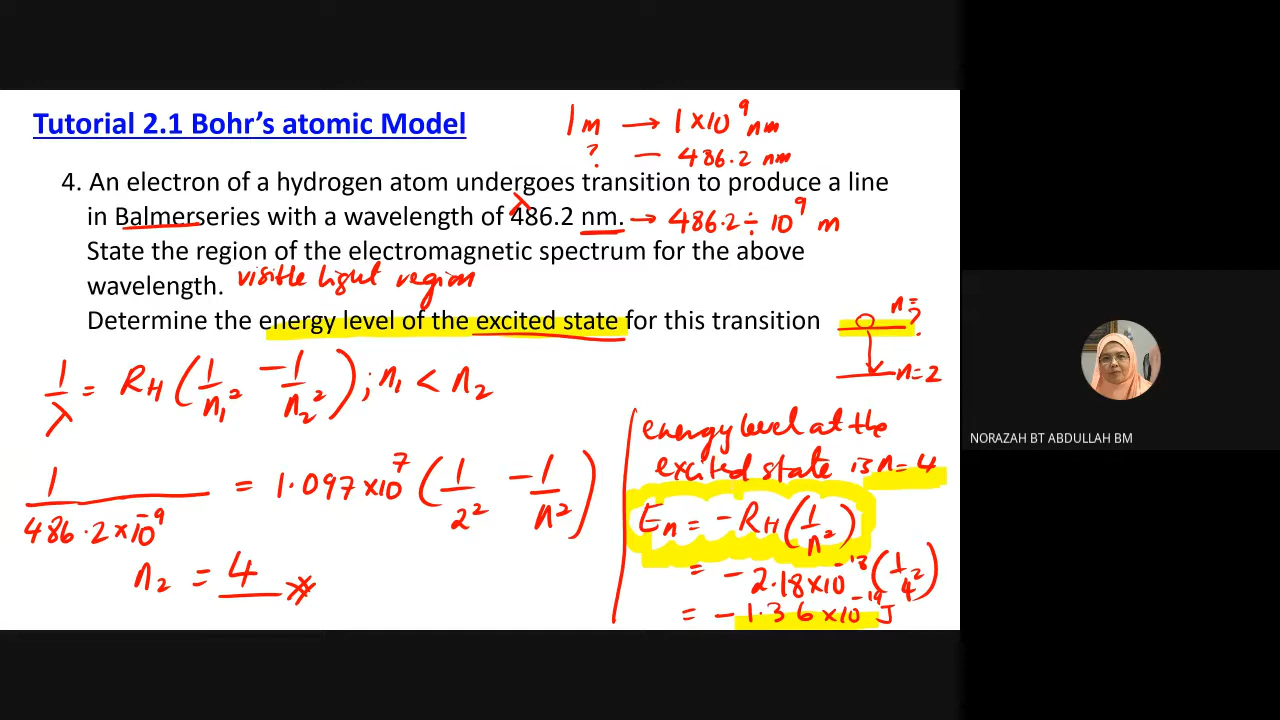 Tutorial 2.1 Bohr's atomic Model
1m → 1×10⁹ nm
? — 486.2 nm
4. An electron of a hydrogen atom undergoes transition to produce a line
in Balmerseries with a wavelength of 486.2 nm. → 486.2 ÷ 10⁹ m
λ
State the region of the electromagnetic spectrum for the above
wavelength. visible light region
Determine the energy level of the excited state for this transition
n=?
n=2
1/λ = RH (1/n₁² − 1/n₂²) ; n₁ < n₂
1/(486.2×10⁻⁹) = 1.097×10⁷ (1/2² − 1/n²)
n₂ = 4
energy level at the
excited state is n=4
En = −RH (1/n²)
= −2.18×10⁻¹⁸ (1/4²)
= −1.36×10⁻¹⁹ J
NORAZAH BT ABDULLAH BM